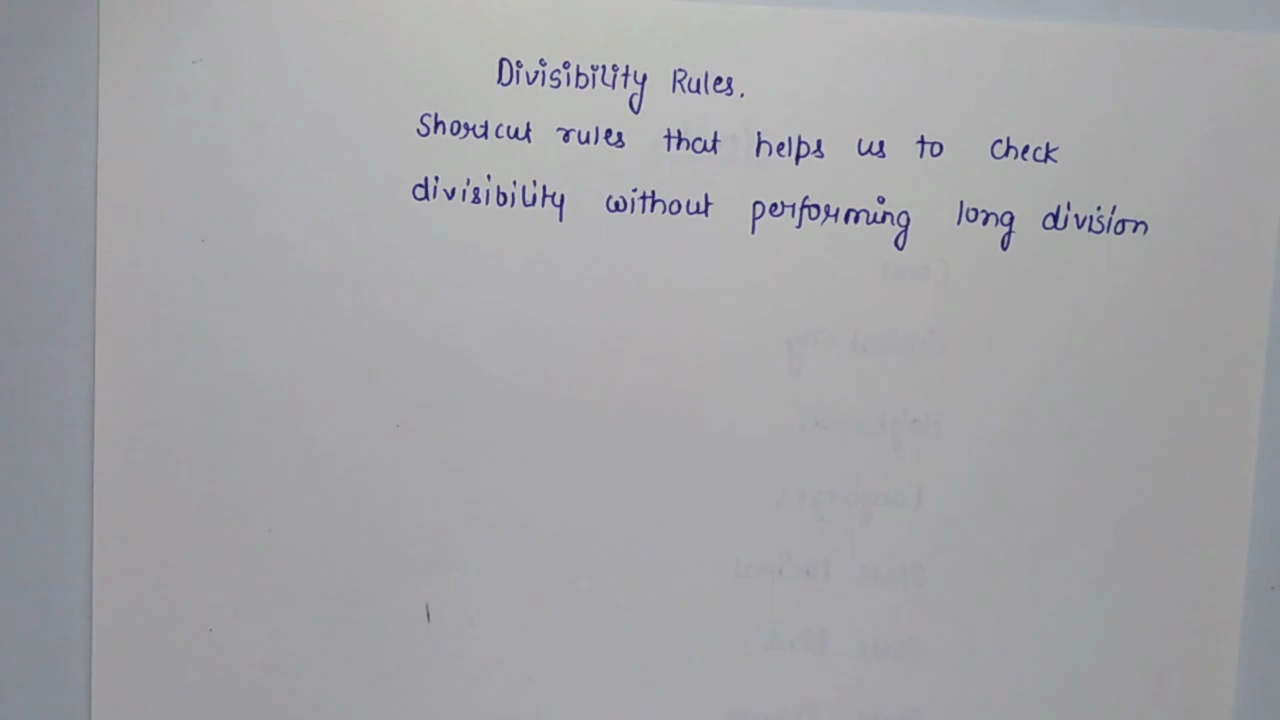 Divisibility Rules.
Shortcut rules that helps us to check
divisibility without performing long division